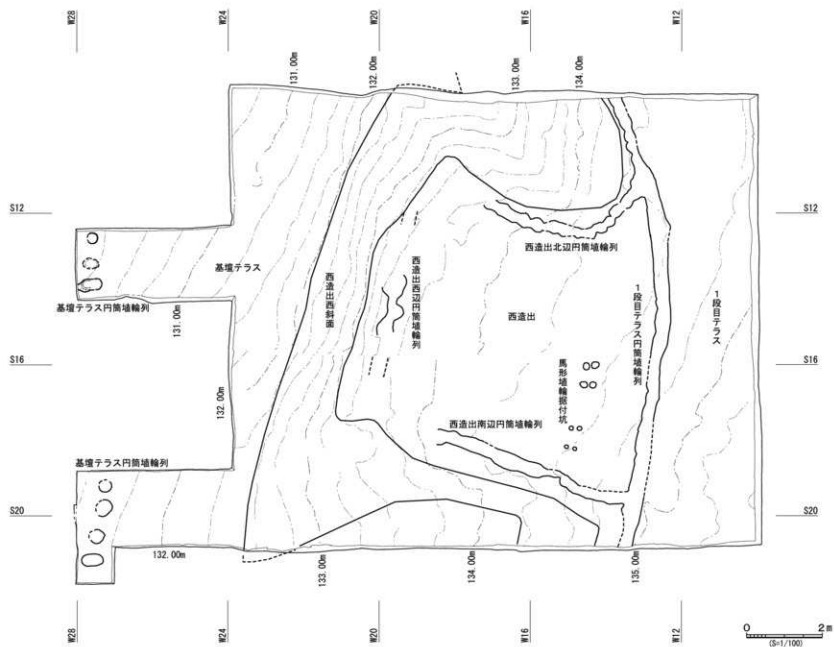 W28
W24
W20
W16
W12
131.00m
132.00m
133.00m
134.00m
S12
S12
西造出北辺円筒埴輪列
基壇テラス
西造出西斜面
西造出西辺円筒埴輪列
西造出
1段目テラス円筒埴輪列
1段目テラス
基壇テラス円筒埴輪列
131.00m
S16
S16
馬形埴輪据付坑
132.00m
西造出南辺円筒埴輪列
基壇テラス円筒埴輪列
S20
S20
132.00m
133.00m
134.00m
135.00m
W28
W24
W20
W16
W12
0 2m
(S=1/100)